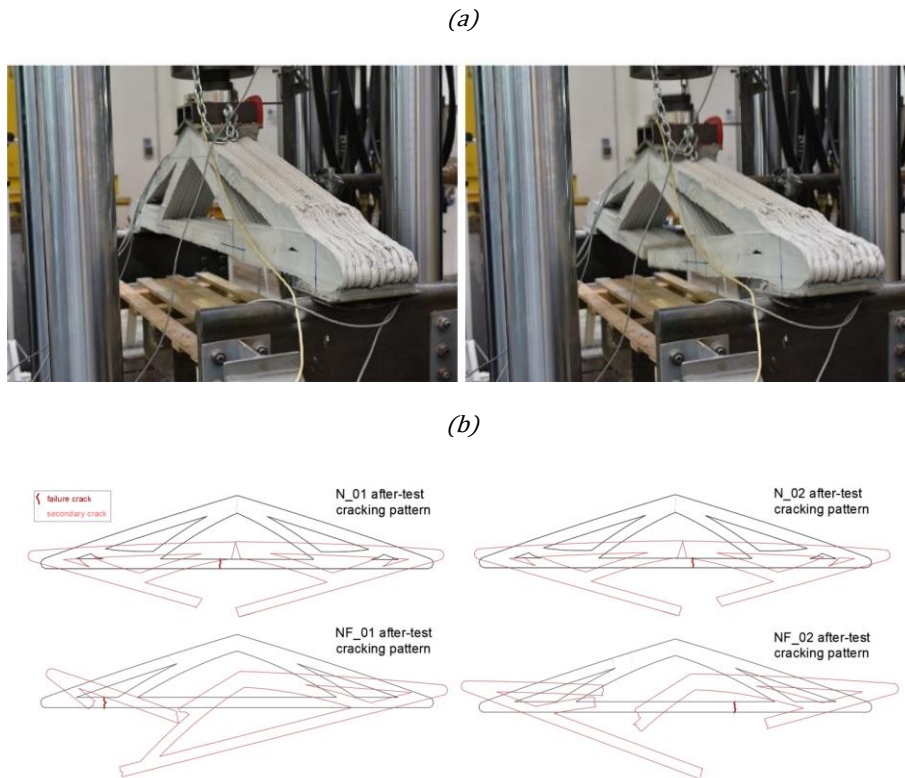 (a)
(b)
failure crack
secondary crack
N_01 after-test
cracking pattern
N_02 after-test
cracking pattern
NF_01 after-test
cracking pattern
NF_02 after-test
cracking pattern